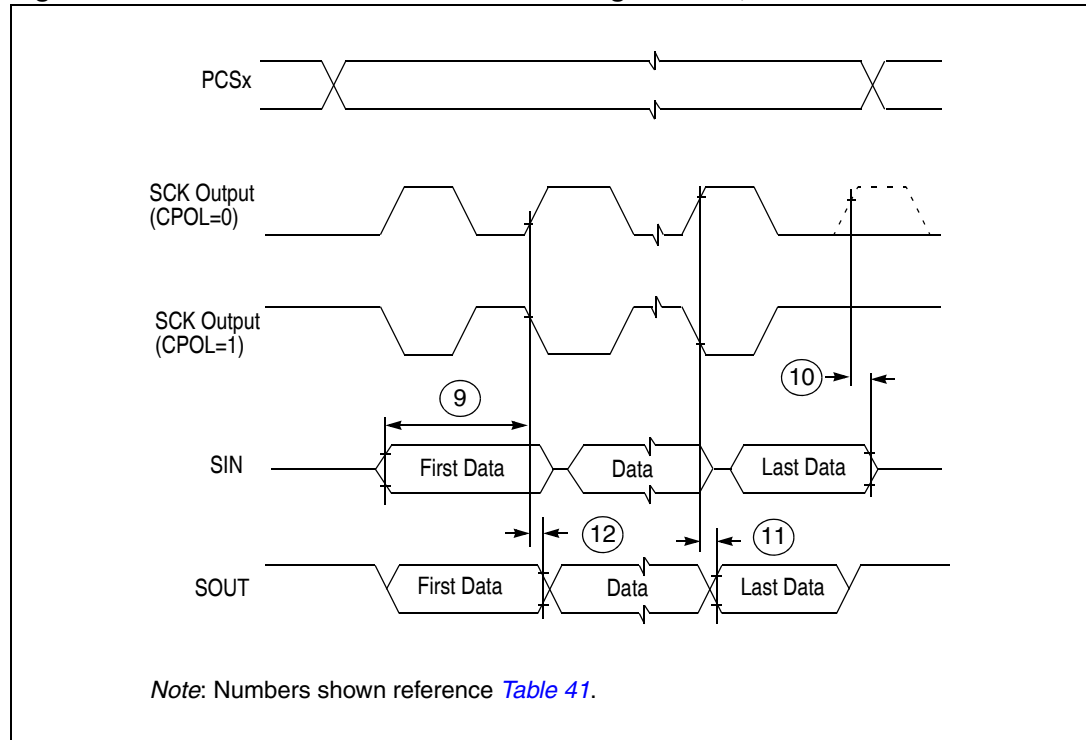 PCSx
SCK Output
(CPOL=0)
SCK Output
(CPOL=1)
10
9
SIN
First Data
Data
Last Data
12
11
SOUT
First Data
Data
Last Data
Note: Numbers shown reference Table 41.